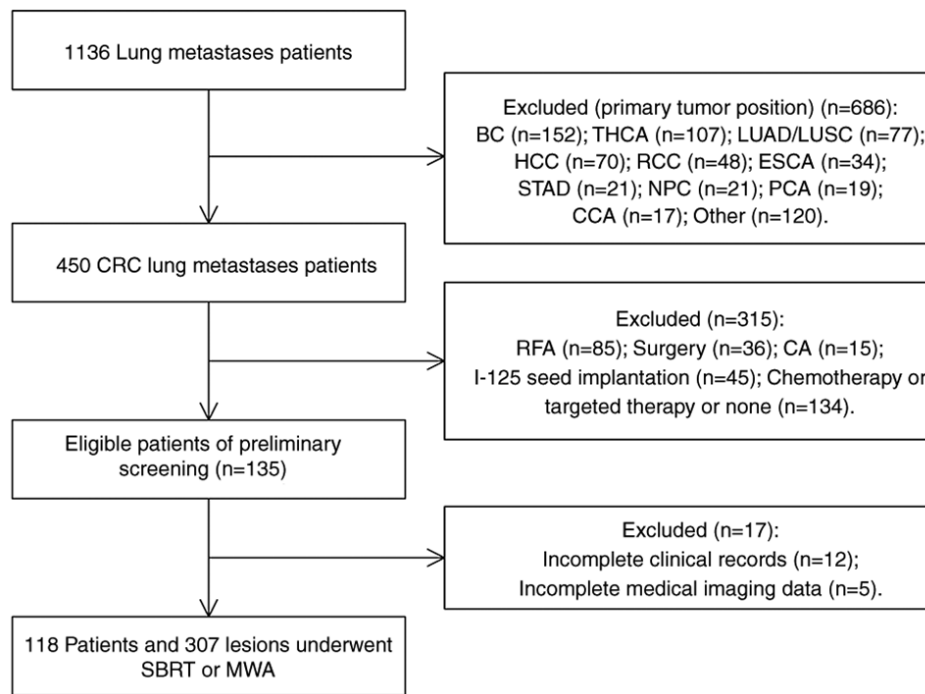 1136 Lung metastases patients
Excluded (primary tumor position) (n=686):
BC (n=152); THCA (n=107); LUAD/LUSC (n=77);
HCC (n=70); RCC (n=48); ESCA (n=34);
STAD (n=21); NPC (n=21); PCA (n=19);
CCA (n=17); Other (n=120).
450 CRC lung metastases patients
Excluded (n=315):
RFA (n=85); Surgery (n=36); CA (n=15);
I-125 seed implantation (n=45); Chemotherapy or
targeted therapy or none (n=134).
Eligible patients of preliminary
screening (n=135)
Excluded (n=17):
Incomplete clinical records (n=12);
Incomplete medical imaging data (n=5).
118 Patients and 307 lesions underwent
SBRT or MWA